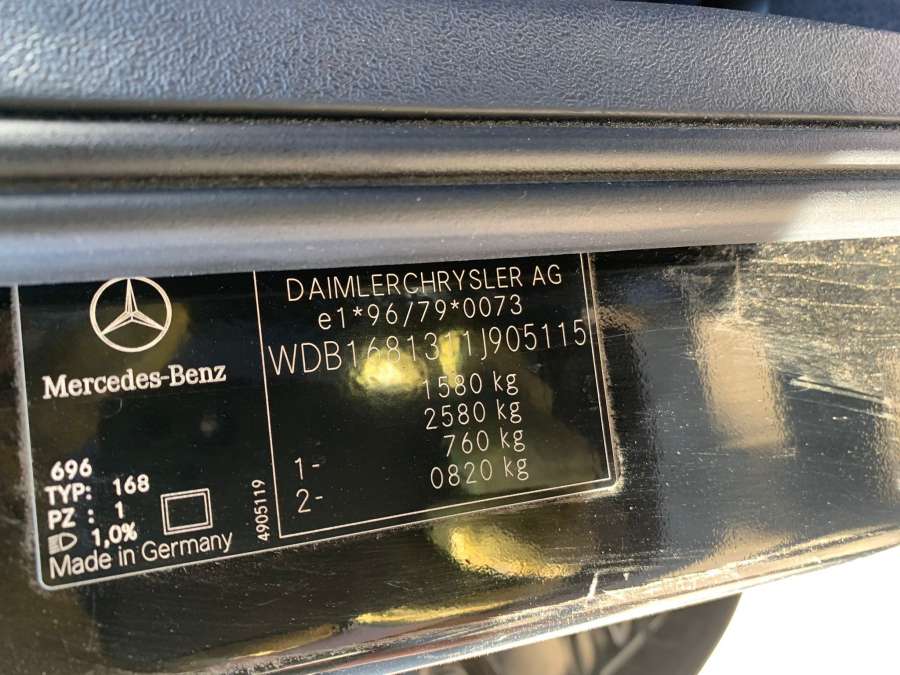 Mercedes-Benz
696
TYP: 168
PZ : 1
1,0%
Made in Germany
4905119
DAIMLERCHRYSLER AG
e1*96/79*0073
WDB1681311J905115
1580 kg
2580 kg
1- 760 kg
2- 0820 kg